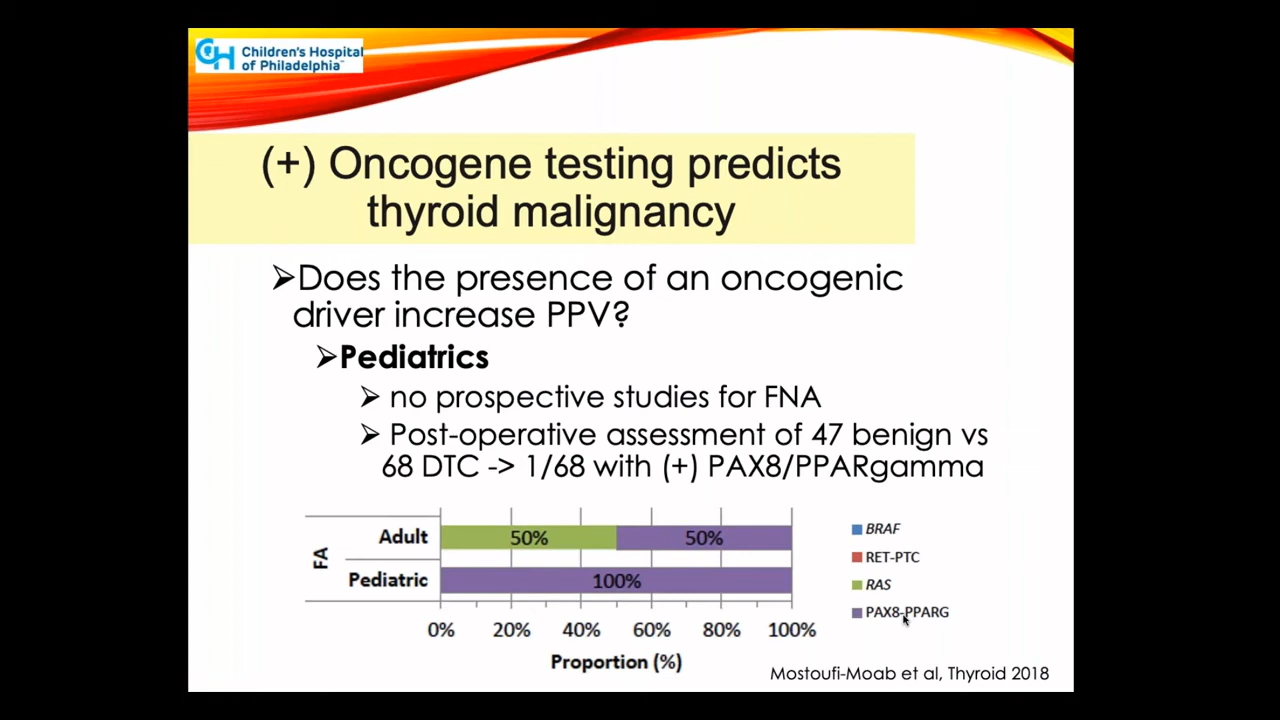 CH Children's Hospital
of Philadelphia™
(+) Oncogene testing predicts
thyroid malignancy
➢Does the presence of an oncogenic
driver increase PPV?
➢Pediatrics
➢ no prospective studies for FNA
➢ Post-operative assessment of 47 benign vs
68 DTC -> 1/68 with (+) PAX8/PPARgamma
FA
Adult 50% 50%
Pediatric 100%
0% 20% 40% 60% 80% 100%
Proportion (%)
BRAF
RET-PTC
RAS
PAX8-PPARG
Mostoufi-Moab et al, Thyroid 2018